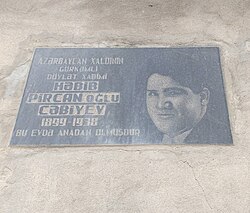 AZƏRBAYCAN XALQININ
GÖRKƏMLİ
DÖVLƏT XADİMİ
HƏBİB
PİRCAN OĞLU
CƏBİYEV
1899-1938
BU EVDƏ ANADAN OLMUŞDUR